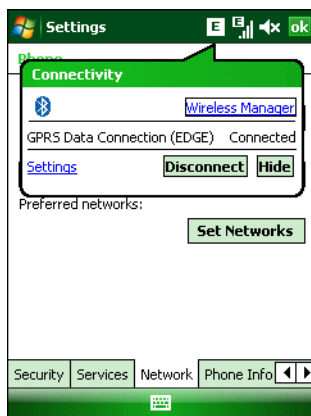 Settings E E ok
Phone
Connectivity
Wireless Manager
GPRS Data Connection (EDGE) Connected
Settings Disconnect Hide
Preferred networks:
Set Networks
Security Services Network Phone Info